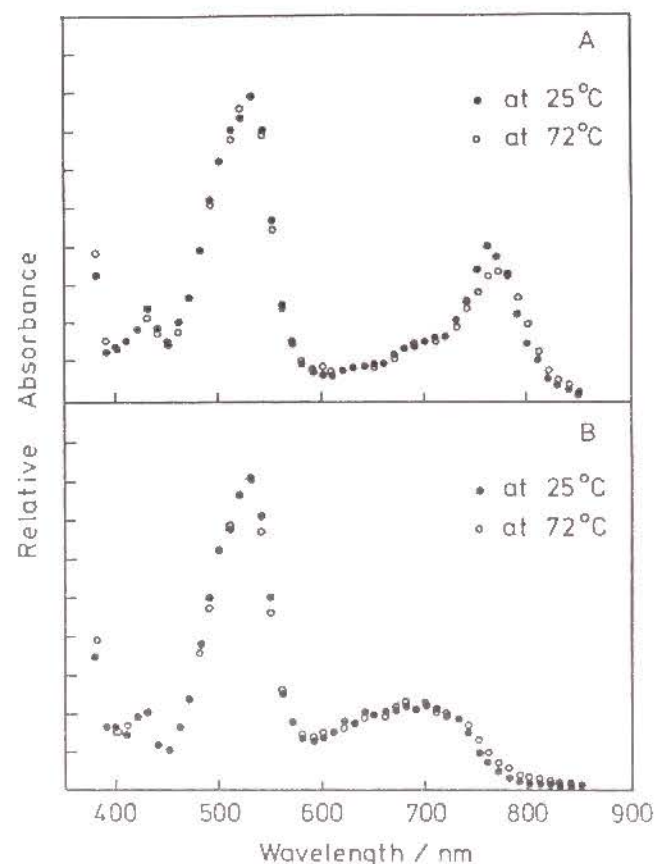 A
● at 25°C
○ at 72°C
B
● at 25°C
○ at 72°C
Relative Absorbance
400 500 600 700 800 900
Wavelength / nm